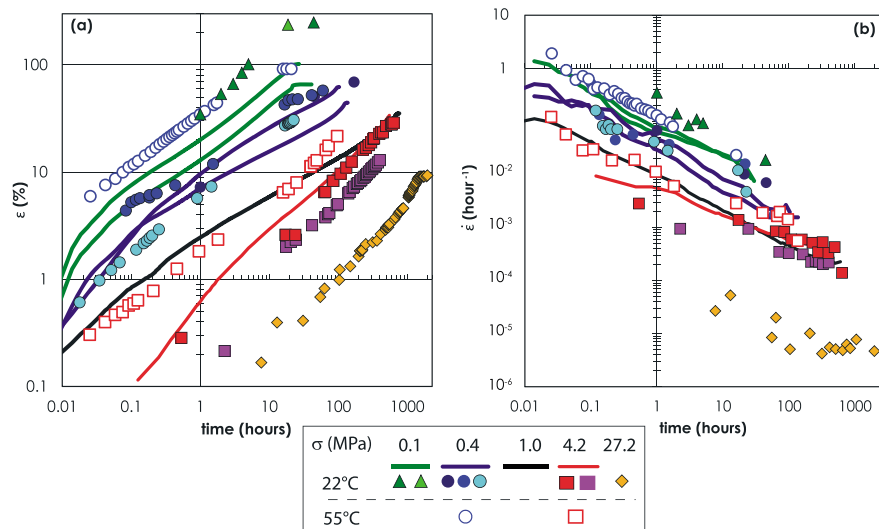 (a)
100
10
1
0.1
ε (%)
0.01 0.1 1 10 100 1000
time (hours)
(b)
10
1
10⁻²
10⁻³
10⁻⁴
10⁻⁵
10⁻⁶
ε̇ (hour⁻¹)
0.01 0.1 1 10 100 1000
time (hours)
σ (MPa) 0.1 0.4 1.0 4.2 27.2
22°C
55°C